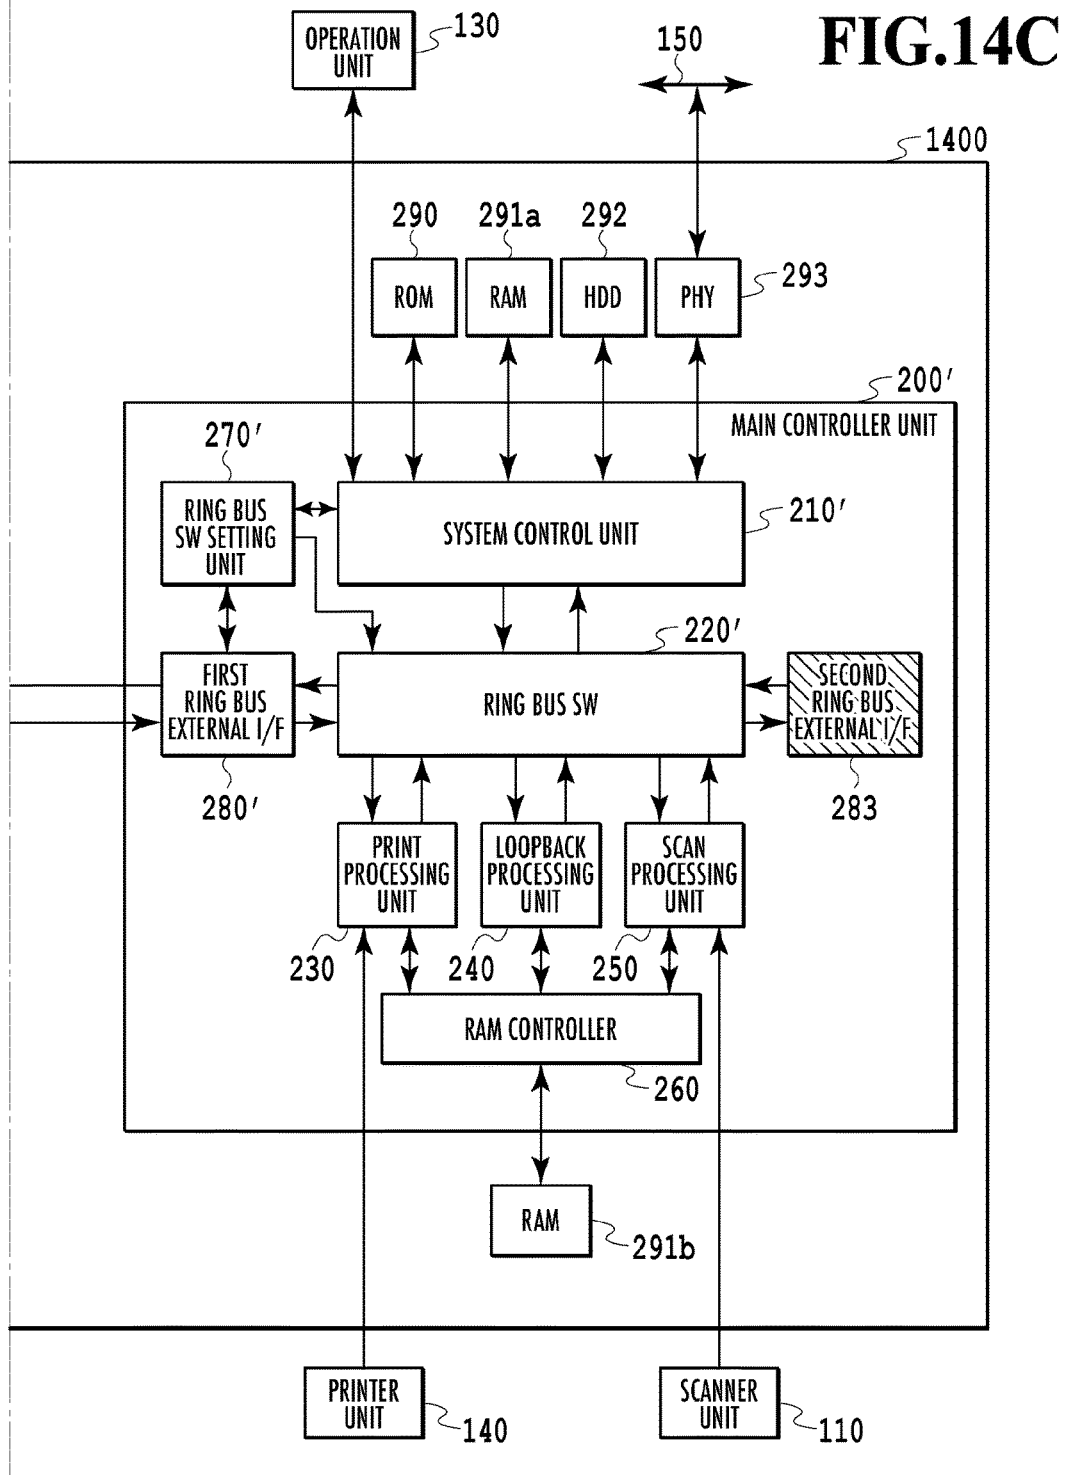 FIG.14C
OPERATION
UNIT
130
150
1400
290
291a
292
ROM
RAM
HDD
PHY
293
200'
MAIN CONTROLLER UNIT
270'
RING BUS
SW SETTING
UNIT
SYSTEM CONTROL UNIT
210'
220'
FIRST
RING BUS
EXTERNAL I/F
RING BUS SW
SECOND
RING BUS
EXTERNAL I/F
280'
283
PRINT
PROCESSING
UNIT
LOOPBACK
PROCESSING
UNIT
SCAN
PROCESSING
UNIT
230
240
250
RAM CONTROLLER
260
RAM
291b
PRINTER
UNIT
140
SCANNER
UNIT
110